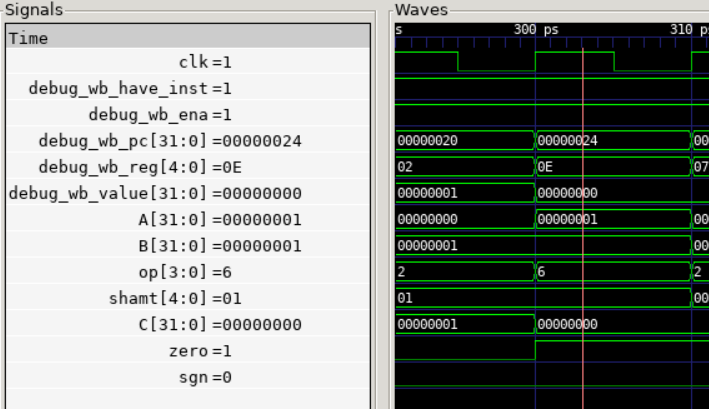 Signals
Waves
Time
s 300 ps 310 ps
clk=1
debug_wb_have_inst=1
debug_wb_ena=1
debug_wb_pc[31:0]=00000024 00000020 00000024 00
debug_wb_reg[4:0]=0E 02 0E 07
debug_wb_value[31:0]=00000000 00000001 00000000
A[31:0]=00000001 00000000 00000001 00
B[31:0]=00000001 00000001 00
op[3:0]=6 2 6 2
shamt[4:0]=01 01 00
C[31:0]=00000000 00000001 00000000
zero=1
sgn=0